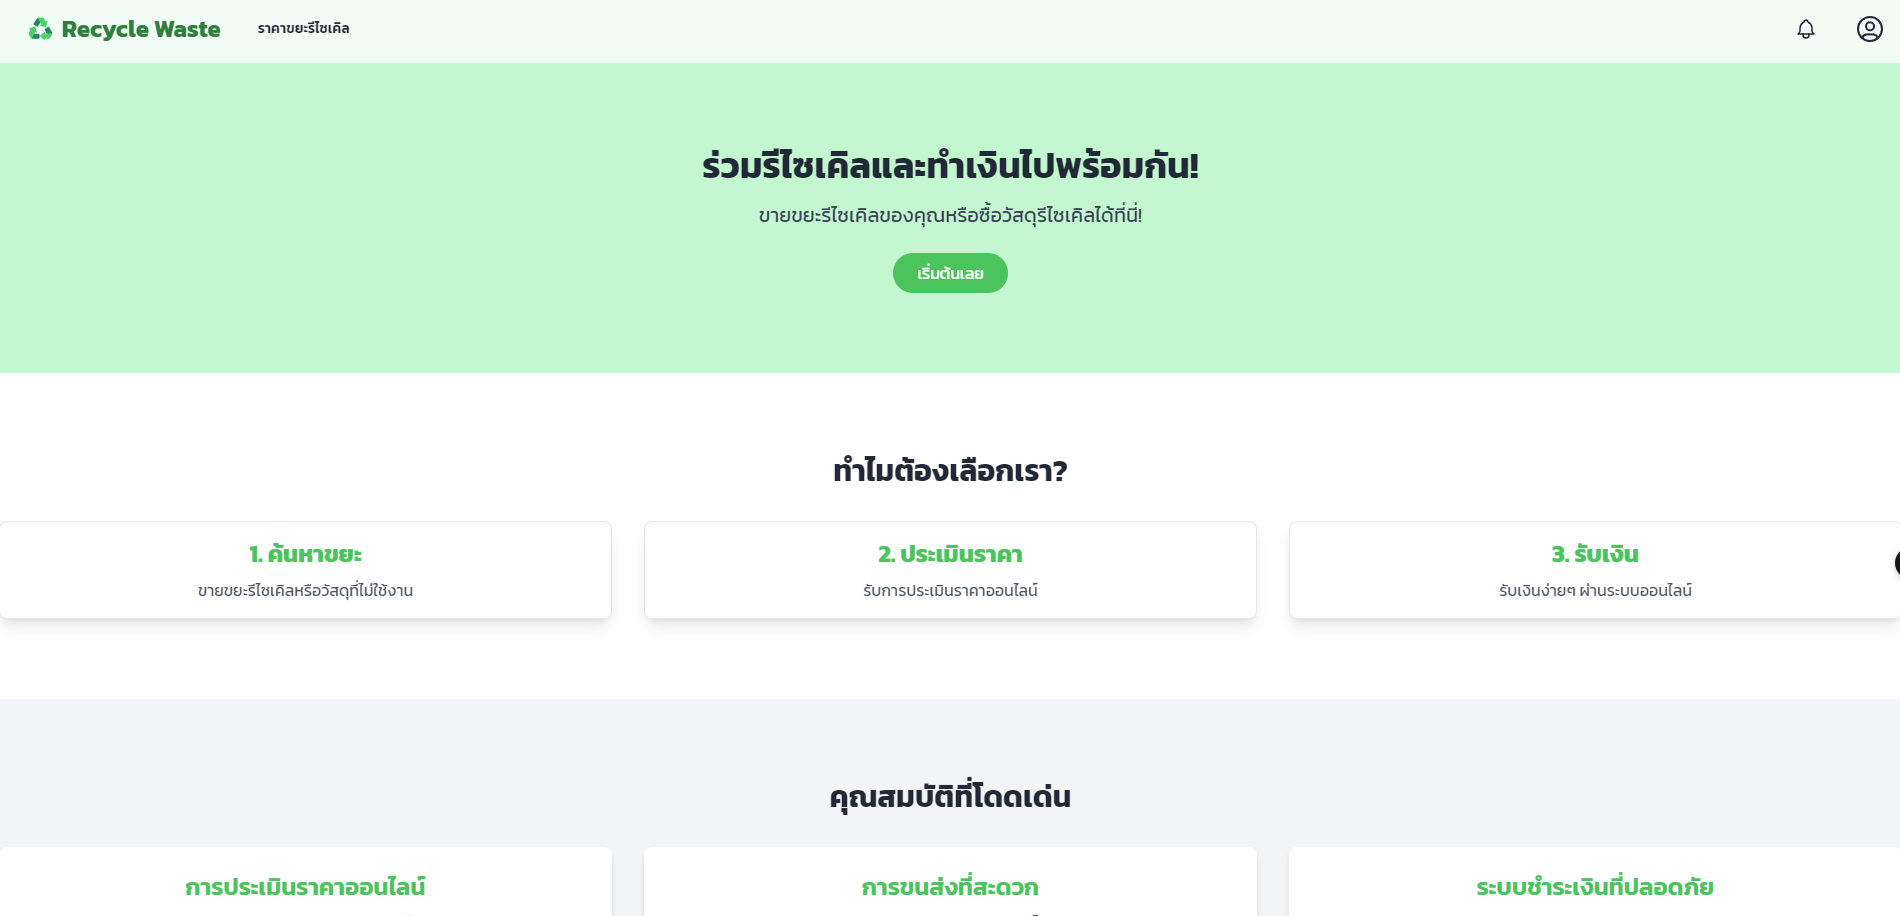 Recycle Waste
ราคาขยะรีไซเคิล
ร่วมรีไซเคิลและทำเงินไปพร้อมกัน!
ขายขยะรีไซเคิลของคุณหรือซื้อวัสดุรีไซเคิลได้ที่นี่!
เริ่มต้นเลย
ทำไมต้องเลือกเรา?
1. ค้นหาขยะ
ขายขยะรีไซเคิลหรือวัสดุที่ไม่ใช้งาน
2. ประเมินราคา
รับการประเมินราคาออนไลน์
3. รับเงิน
รับเงินง่ายๆ ผ่านระบบออนไลน์
คุณสมบัติที่โดดเด่น
การประเมินราคาออนไลน์
การขนส่งที่สะดวก
ระบบชำระเงินที่ปลอดภัย